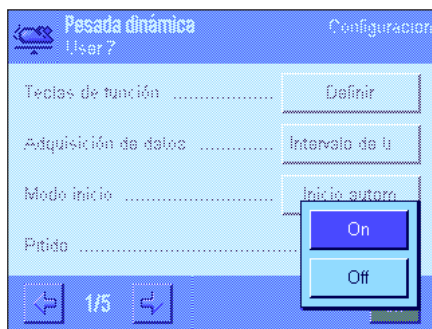 Pesada dinámica
Configuracion
User 7
Teclas de función .................. Definir
Adquisición de datos ............. Intervalo de ti
Modo inicio .......................... Inicio autom
Pitido ...................................
On
Off
1/5